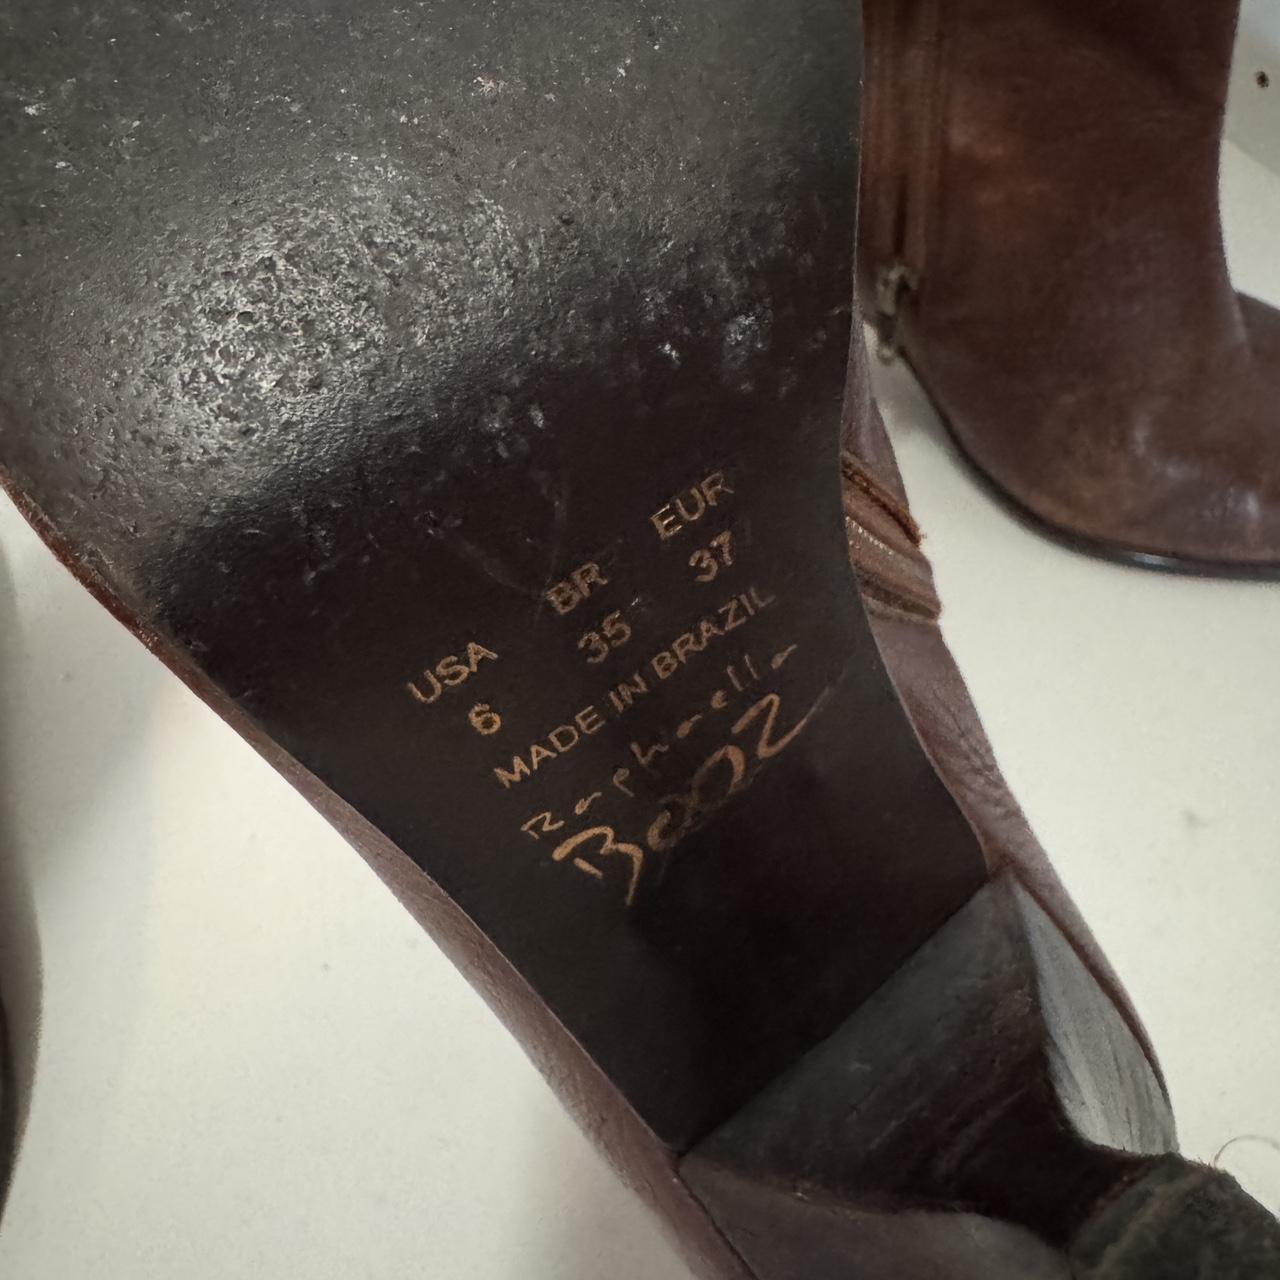 USA BR EUR
6 35 37
MADE IN BRAZIL
Raphaella
Booz